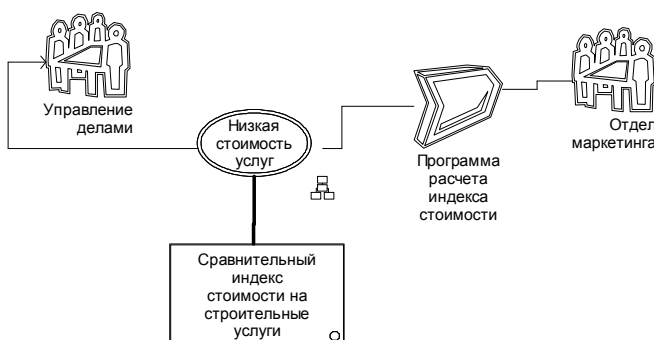 Управление
делами
Низкая
стоимость
услуг
Программа
расчета
индекса
стоимости
Отдел
маркетинга
Сравнительный
индекс
стоимости на
строительные
услуги